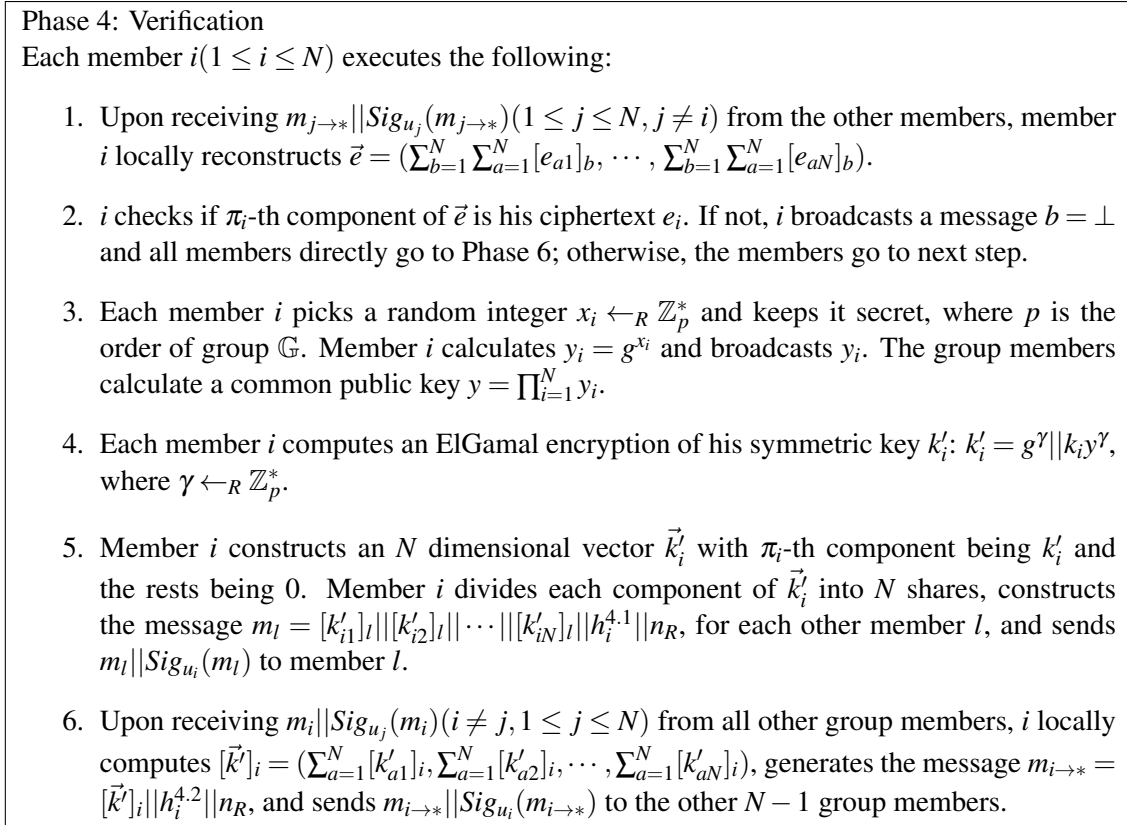 Phase 4: Verification
Each member i(1 ≤ i ≤ N) executes the following:
1. Upon receiving m_{j→∗}||Sig_{u_j}(m_{j→∗})(1 ≤ j ≤ N, j ≠ i) from the other members, member
i locally reconstructs \vec{e} = (∑_{b=1}^{N} ∑_{a=1}^{N}[e_{a1}]_b, ⋯, ∑_{b=1}^{N} ∑_{a=1}^{N}[e_{aN}]_b).
2. i checks if π_i-th component of \vec{e} is his ciphertext e_i. If not, i broadcasts a message b = ⊥
and all members directly go to Phase 6; otherwise, the members go to next step.
3. Each member i picks a random integer x_i ←_R ℤ_p^∗ and keeps it secret, where p is the
order of group 𝔾. Member i calculates y_i = g^{x_i} and broadcasts y_i. The group members
calculate a common public key y = ∏_{i=1}^{N} y_i.
4. Each member i computes an ElGamal encryption of his symmetric key k′_i: k′_i = g^γ||k_i y^γ,
where γ ←_R ℤ_p^∗.
5. Member i constructs an N dimensional vector \vec{k′_i} with π_i-th component being k′_i and
the rests being 0. Member i divides each component of \vec{k′_i} into N shares, constructs
the message m_l = [k′_{i1}]_l||[k′_{i2}]_l||⋯||[k′_{iN}]_l||h_i^{4.1}||n_R, for each other member l, and sends
m_l||Sig_{u_i}(m_l) to member l.
6. Upon receiving m_i||Sig_{u_j}(m_i)(i ≠ j, 1 ≤ j ≤ N) from all other group members, i locally
computes [\vec{k′}]_i = (∑_{a=1}^{N}[k′_{a1}]_i, ∑_{a=1}^{N}[k′_{a2}]_i, ⋯, ∑_{a=1}^{N}[k′_{aN}]_i), generates the message m_{i→∗} =
[\vec{k′}]_i||h_i^{4.2}||n_R, and sends m_{i→∗}||Sig_{u_i}(m_{i→∗}) to the other N − 1 group members.